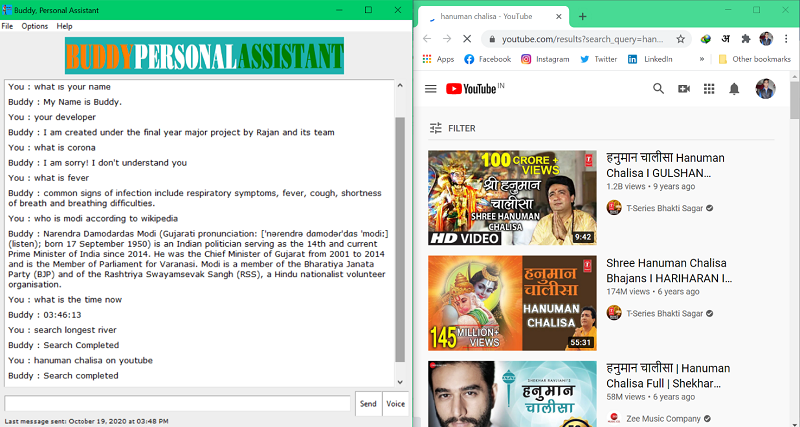 Buddy, Personal Assistant
File Options Help
BUDDYPERSONALASSISTANT
You : what is your name
Buddy : My Name is Buddy.
You : your developer
Buddy : I am created under the final year major project by Rajan and its team
You : what is corona
Buddy : I am sorry! I don't understand you
You : what is fever
Buddy : common signs of infection include respiratory symptoms, fever, cough, shortness
of breath and breathing difficulties.
You : who is modi according to wikipedia
Buddy : Narendra Damodardas Modi (Gujarati pronunciation: ['nərendrə dɑmodər'dɑs 'modiː]
(listen); born 17 September 1950) is an Indian politician serving as the 14th and current
Prime Minister of India since 2014. He was the Chief Minister of Gujarat from 2001 to 2014
and is the Member of Parliament for Varanasi. Modi is a member of the Bharatiya Janata
Party (BJP) and of the Rashtriya Swayamsevak Sangh (RSS), a Hindu nationalist volunteer
organisation.
You : what is the time now
Buddy : 03:46:13
You : search longest river
Buddy : Search Completed
You : hanuman chalisa on youtube
Buddy : Search completed
Send Voice
Last message sent: October 19, 2020 at 03:48 PM
hanuman chalisa - YouTube
youtube.com/results?search_query=han...
अ
Apps Facebook Instagram Twitter LinkedIn » Other bookmarks
YouTube IN
FILTER
100 CRORE +
VIEWS
श्री हनुमान
चालीसा
SHREE HANUMAN
CHALISA
HD VIDEO
9:42
हनुमान चालीसा Hanuman
Chalisa I GULSHAN...
1.2B views • 9 years ago
T-Series Bhakti Sagar
हनुमान
चालीसा
HANUMAN
CHALISA
145 MILLION+
VIEWS
55:31
Shree Hanuman Chalisa
Bhajans I HARIHARAN I...
174M views • 6 years ago
T-Series Bhakti Sagar
SHEKHAR RAVJIANI'S
हनुमान
चालीसा
हनुमान चालीसा | Hanuman
Chalisa Full | Shekhar...
58M views • 6 years ago
Zee Music Company